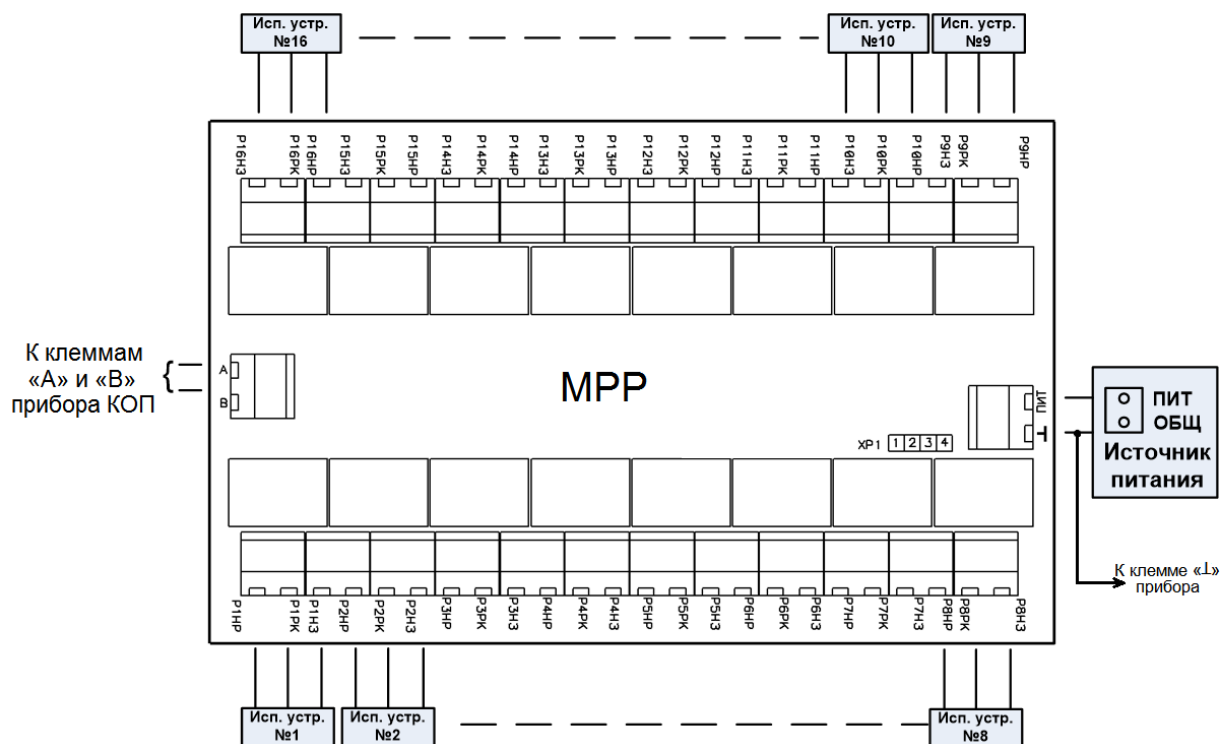 Исп. устр.
№16
Исп. устр.
№10
Исп. устр.
№9
P16НЗ
P16РК
P16НР
P15НЗ
P15РК
P15НР
P14НЗ
P14РК
P14НР
P13НЗ
P13РК
P13НР
P12НЗ
P12РК
P12НР
P11НЗ
P11РК
P11НР
P10НЗ
P10РК
P10НР
P9НЗ
P9РК
P9НР
К клеммам
«А» и «В»
прибора КОП
А
В
МРР
ПИТ
⊥
XP1 1 2 3 4
ПИТ
ОБЩ
Источник
питания
К клемме «⊥»
прибора
P1НР
P1РК
P1НЗ
P2НР
P2РК
P2НЗ
P3НР
P3РК
P3НЗ
P4НР
P4РК
P4НЗ
P5НР
P5РК
P5НЗ
P6НР
P6РК
P6НЗ
P7НР
P7РК
P7НЗ
P8НР
P8РК
P8НЗ
Исп. устр.
№1
Исп. устр.
№2
Исп. устр.
№8